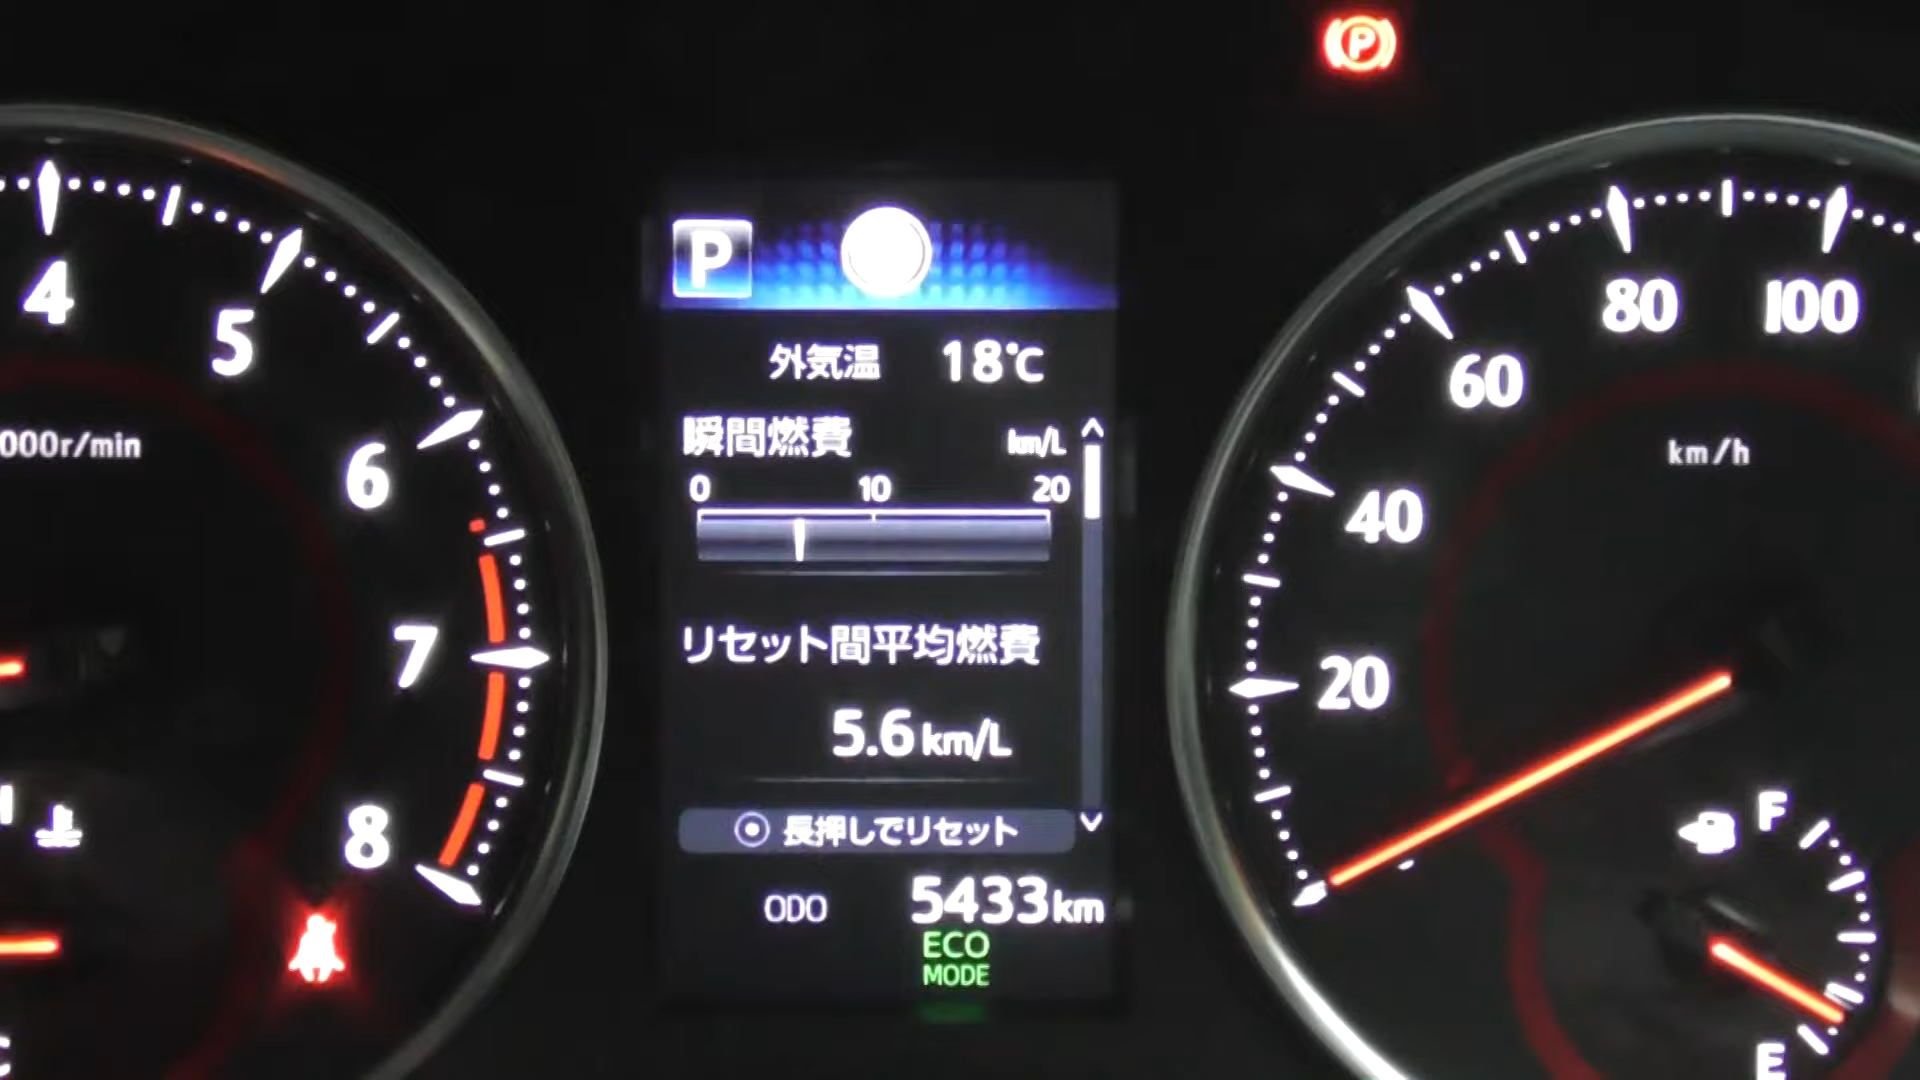 P
P
外気温 18℃
瞬間燃費 km/L
0 10 20
リセット間平均燃費
5.6km/L
長押しでリセット
ODO 5433km
ECO
MODE
4
5
6
7
8
000r/min
20
40
60
80
100
km/h
F
E